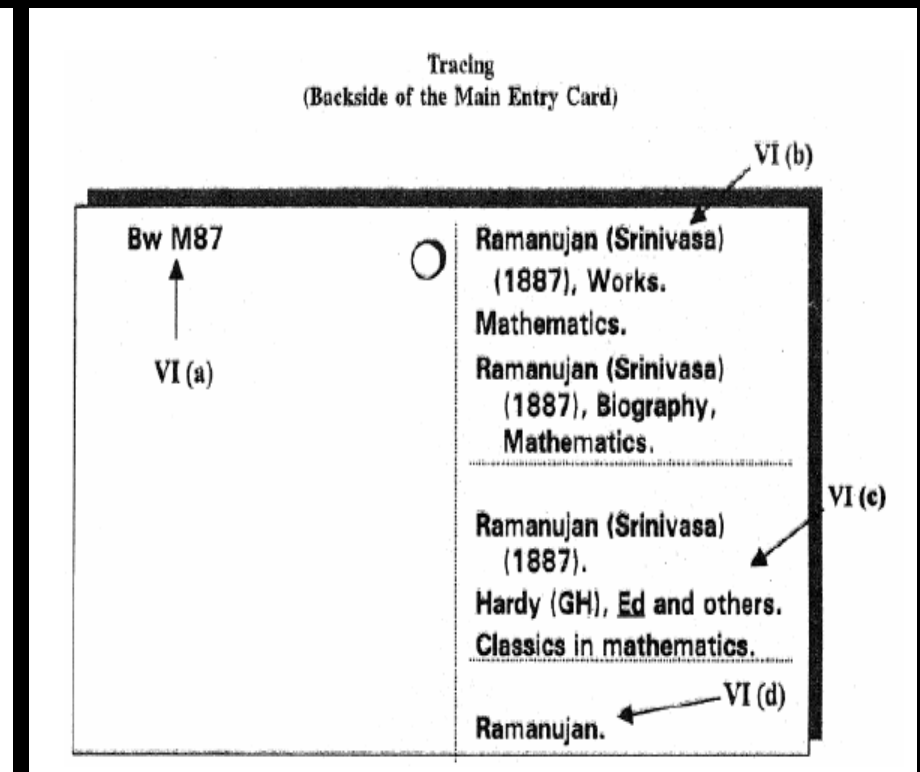 Tracing
(Backside of the Main Entry Card)
VI (b)
Bw M87
VI (a)
Ramanujan (Srinivasa)
(1887), Works.
Mathematics.
Ramanujan (Srinivasa)
(1887), Biography,
Mathematics.
VI (c)
Ramanujan (Srinivasa)
(1887).
Hardy (GH), Ed and others.
Classics in mathematics.
VI (d)
Ramanujan.